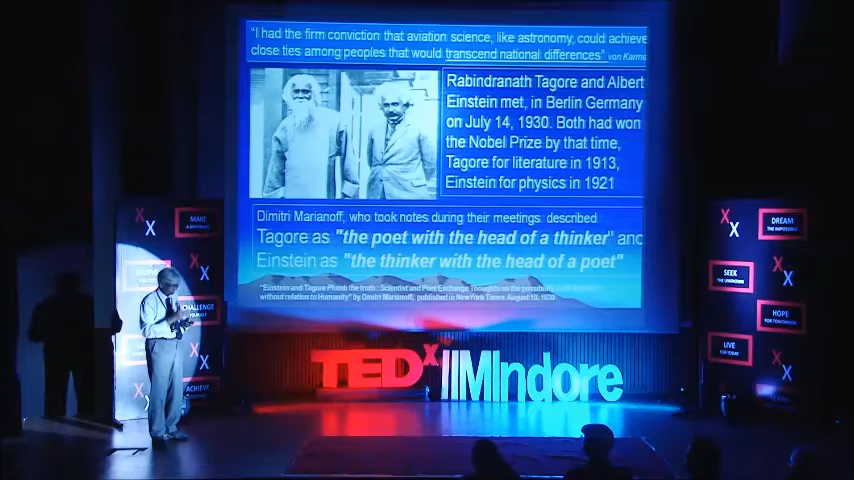 "I had the firm conviction that aviation science, like astronomy, could achieve
close ties among peoples that would transcend national differences" von Karma
Rabindranath Tagore and Albert
Einstein met, in Berlin Germany
on July 14, 1930. Both had won
the Nobel Prize by that time,
Tagore for literature in 1913,
Einstein for physics in 1921
Dimitri Marianoff, who took notes during their meetings described
Tagore as "the poet with the head of a thinker" and
Einstein as "the thinker with the head of a poet"
"Einstein and Tagore Plumb the truth: Scientist and Poet Exchange Thoughts on the possibility
without relation to Humanity" by Dimitri Marianoff, published in New York Times August 10, 1930
X
X
MAKE
A DIFFERENCE
X
X
CHALLENGE
YOURSELF
X
X
ACHIEVE
X
X
DREAM
THE IMPOSSIBLE
SEEK
THE UNKNOWN
X
X
HOPE
FOR TOMORROW
LIVE
FOR TODAY
X
X
TEDx
IIMIndore